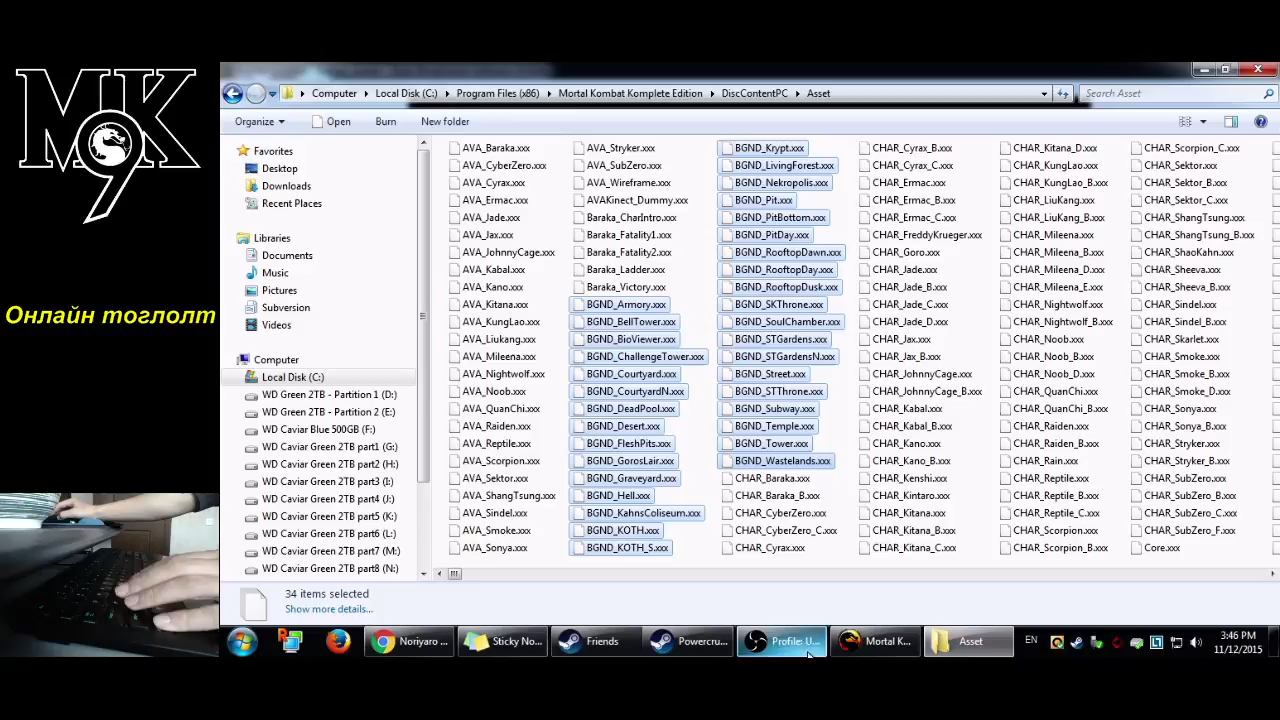 MK
9
Онлайн тоглолт
Computer
Local Disk (C:)
Program Files (x86)
Mortal Kombat Komplete Edition
DiscContentPC
Asset
Search Asset
Organize
Open
Burn
New folder
Favorites
Desktop
Downloads
Recent Places
Libraries
Documents
Music
Pictures
Subversion
Videos
Computer
Local Disk (C:)
WD Green 2TB - Partition 1 (D:)
WD Green 2TB - Partition 2 (E:)
WD Caviar Blue 500GB (F:)
WD Caviar Green 2TB part1 (G:)
WD Caviar Green 2TB part2 (H:)
WD Caviar Green 2TB part3 (I:)
WD Caviar Green 2TB part4 (J:)
WD Caviar Green 2TB part5 (K:)
WD Caviar Green 2TB part6 (L:)
WD Caviar Green 2TB part7 (M:)
WD Caviar Green 2TB part8 (N:)
AVA_Baraka.xxx
AVA_CyberZero.xxx
AVA_Cyrax.xxx
AVA_Ermac.xxx
AVA_Jade.xxx
AVA_Jax.xxx
AVA_JohnnyCage.xxx
AVA_Kabal.xxx
AVA_Kano.xxx
AVA_Kitana.xxx
AVA_KungLao.xxx
AVA_Liukang.xxx
AVA_Mileena.xxx
AVA_Nightwolf.xxx
AVA_Noob.xxx
AVA_QuanChi.xxx
AVA_Raiden.xxx
AVA_Reptile.xxx
AVA_Scorpion.xxx
AVA_Sektor.xxx
AVA_ShangTsung.xxx
AVA_Sindel.xxx
AVA_Smoke.xxx
AVA_Sonya.xxx
AVA_Stryker.xxx
AVA_SubZero.xxx
AVA_Wireframe.xxx
AVAKinect_Dummy.xxx
Baraka_CharIntro.xxx
Baraka_Fatality1.xxx
Baraka_Fatality2.xxx
Baraka_Ladder.xxx
Baraka_Victory.xxx
BGND_Armory.xxx
BGND_BellTower.xxx
BGND_BioViewer.xxx
BGND_ChallengeTower.xxx
BGND_Courtyard.xxx
BGND_CourtyardN.xxx
BGND_DeadPool.xxx
BGND_Desert.xxx
BGND_FleshPits.xxx
BGND_GorosLair.xxx
BGND_Graveyard.xxx
BGND_Hell.xxx
BGND_KahnsColiseum.xxx
BGND_KOTH.xxx
BGND_KOTH_S.xxx
BGND_Krypt.xxx
BGND_LivingForest.xxx
BGND_Nekropolis.xxx
BGND_Pit.xxx
BGND_PitBottom.xxx
BGND_PitDay.xxx
BGND_RooftopDawn.xxx
BGND_RooftopDay.xxx
BGND_RooftopDusk.xxx
BGND_SKThrone.xxx
BGND_SoulChamber.xxx
BGND_STGardens.xxx
BGND_STGardensN.xxx
BGND_Street.xxx
BGND_STThrone.xxx
BGND_Subway.xxx
BGND_Temple.xxx
BGND_Tower.xxx
BGND_Wastelands.xxx
CHAR_Baraka.xxx
CHAR_Baraka_B.xxx
CHAR_CyberZero.xxx
CHAR_CyberZero_C.xxx
CHAR_Cyrax.xxx
CHAR_Cyrax_B.xxx
CHAR_Cyrax_C.xxx
CHAR_Ermac.xxx
CHAR_Ermac_B.xxx
CHAR_Ermac_C.xxx
CHAR_FreddyKrueger.xxx
CHAR_Goro.xxx
CHAR_Jade.xxx
CHAR_Jade_B.xxx
CHAR_Jade_C.xxx
CHAR_Jade_D.xxx
CHAR_Jax.xxx
CHAR_Jax_B.xxx
CHAR_JohnnyCage.xxx
CHAR_JohnnyCage_B.xxx
CHAR_Kabal.xxx
CHAR_Kabal_B.xxx
CHAR_Kano.xxx
CHAR_Kano_B.xxx
CHAR_Kenshi.xxx
CHAR_Kintaro.xxx
CHAR_Kitana.xxx
CHAR_Kitana_B.xxx
CHAR_Kitana_C.xxx
CHAR_Kitana_D.xxx
CHAR_KungLao.xxx
CHAR_KungLao_B.xxx
CHAR_LiuKang.xxx
CHAR_LiuKang_B.xxx
CHAR_Mileena.xxx
CHAR_Mileena_B.xxx
CHAR_Mileena_D.xxx
CHAR_Mileena_E.xxx
CHAR_Nightwolf.xxx
CHAR_Nightwolf_B.xxx
CHAR_Noob.xxx
CHAR_Noob_B.xxx
CHAR_Noob_D.xxx
CHAR_QuanChi.xxx
CHAR_QuanChi_B.xxx
CHAR_Raiden.xxx
CHAR_Raiden_B.xxx
CHAR_Rain.xxx
CHAR_Reptile.xxx
CHAR_Reptile_B.xxx
CHAR_Reptile_C.xxx
CHAR_Scorpion.xxx
CHAR_Scorpion_B.xxx
CHAR_Scorpion_C.xxx
CHAR_Sektor.xxx
CHAR_Sektor_B.xxx
CHAR_Sektor_C.xxx
CHAR_ShangTsung.xxx
CHAR_ShangTsung_B.xxx
CHAR_ShaoKahn.xxx
CHAR_Sheeva.xxx
CHAR_Sheeva_B.xxx
CHAR_Sindel.xxx
CHAR_Sindel_B.xxx
CHAR_Skarlet.xxx
CHAR_Smoke.xxx
CHAR_Smoke_B.xxx
CHAR_Smoke_D.xxx
CHAR_Sonya.xxx
CHAR_Sonya_B.xxx
CHAR_Stryker.xxx
CHAR_Stryker_B.xxx
CHAR_SubZero.xxx
CHAR_SubZero_B.xxx
CHAR_SubZero_C.xxx
CHAR_SubZero_F.xxx
Core.xxx
34 items selected
Show more details...
Noriyaro ...
Sticky No...
Friends
Powercru...
Profile: U...
Mortal K...
Asset
EN
3:46 PM
11/12/2015